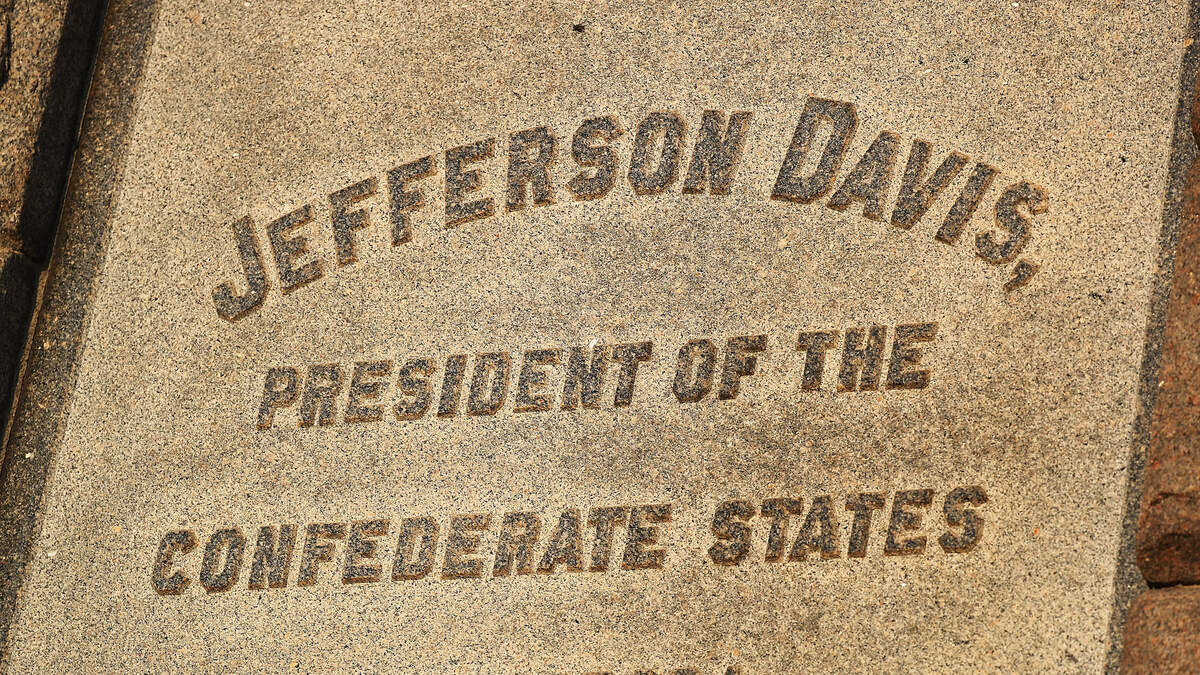 JEFFERSON DAVIS,
PRESIDENT OF THE
CONFEDERATE STATES